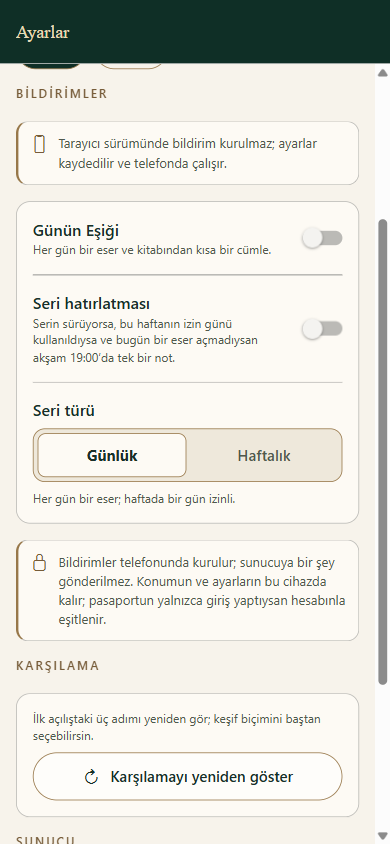 Ayarlar
BİLDİRİMLER
Tarayıcı sürümünde bildirim kurulmaz; ayarlar
kaydedilir ve telefonda çalışır.
Günün Eşiği
Her gün bir eser ve kitabından kısa bir cümle.
Seri hatırlatması
Serin sürüyorsa, bu haftanın izin günü
kullanıldıysa ve bugün bir eser açmadıysan
akşam 19:00'da tek bir not.
Seri türü
Günlük
Haftalık
Her gün bir eser; haftada bir gün izinli.
Bildirimler telefonunda kurulur; sunucuya bir şey
gönderilmez. Konumun ve ayarların bu cihazda
kalır; pasaportun yalnızca giriş yaptıysan hesabınla
eşitlenir.
KARŞILAMA
İlk açılıştaki üç adımı yeniden gör; keşif biçimini baştan
seçebilirsin.
Karşılamayı yeniden göster
SUNUCU